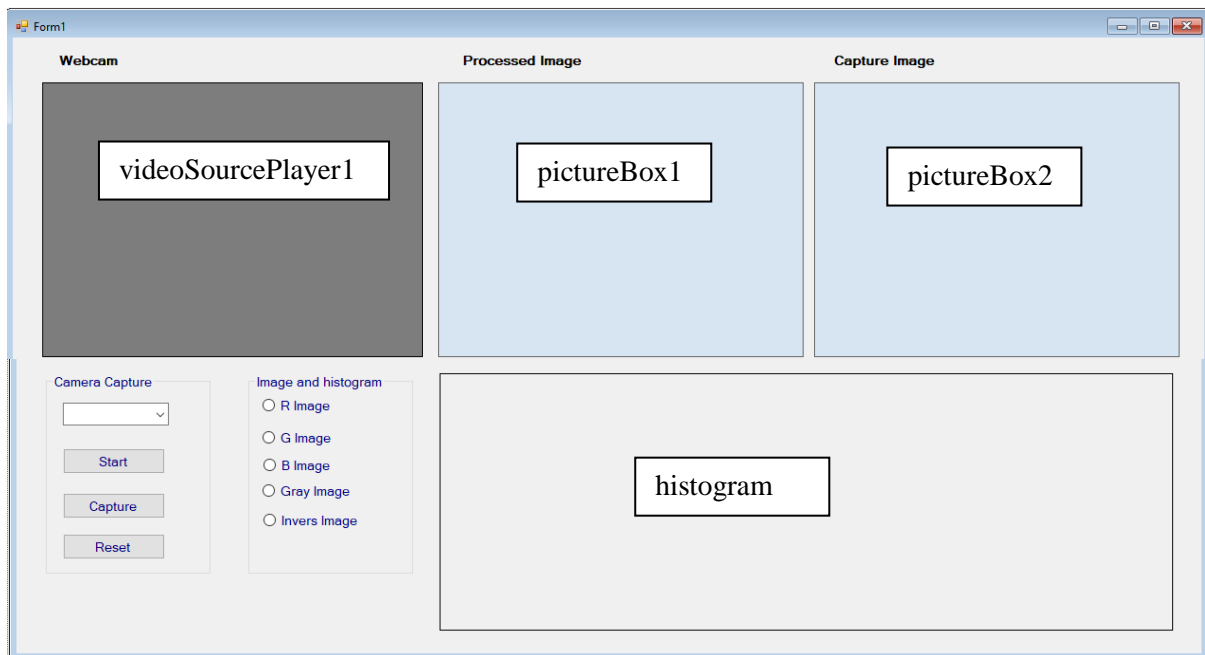 Form1
Webcam
Processed Image
Capture Image
videoSourcePlayer1
pictureBox1
pictureBox2
Camera Capture
Start
Capture
Reset
Image and histogram
R Image
G Image
B Image
Gray Image
Invers Image
histogram